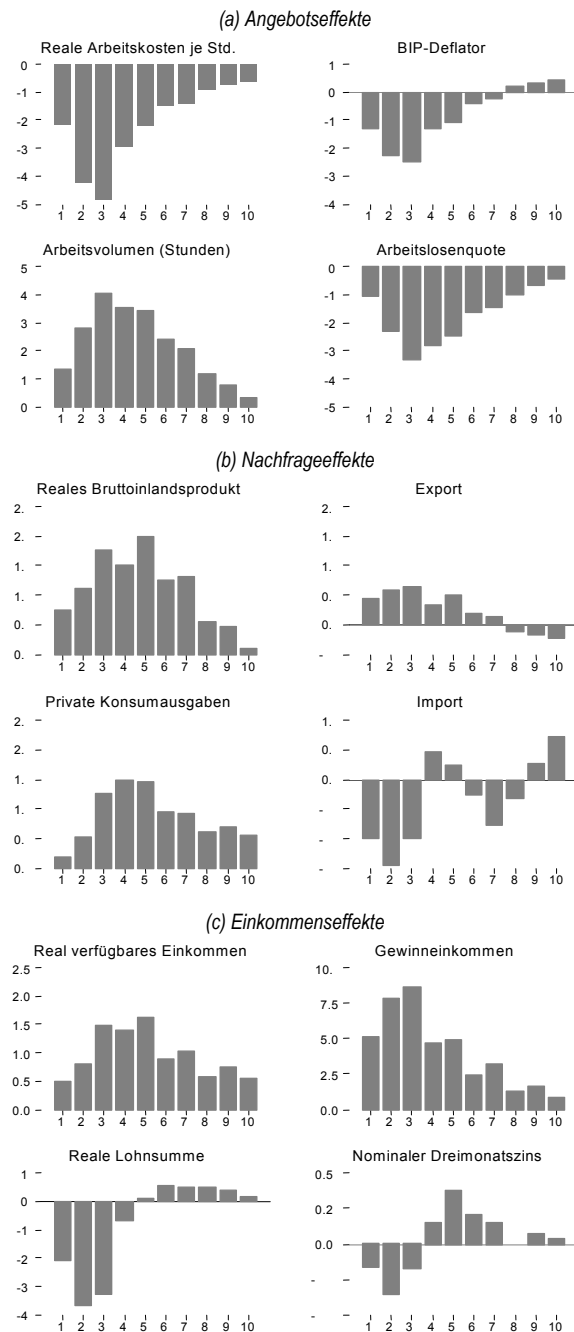 (a) Angebotseffekte
Reale Arbeitskosten je Std.
0
-1
-2
-3
-4
-5
1 2 3 4 5 6 7 8 9 10
BIP-Deflator
1
0
-1
-2
-3
-4
1 2 3 4 5 6 7 8 9 10
Arbeitsvolumen (Stunden)
5
4
3
2
1
0
1 2 3 4 5 6 7 8 9 10
Arbeitslosenquote
0
-1
-2
-3
-4
-5
1 2 3 4 5 6 7 8 9 10
(b) Nachfrageeffekte
Reales Bruttoinlandsprodukt
2.
2.
1.
1.
0.
0.
1 2 3 4 5 6 7 8 9 10
Export
2.
1.
1.
0.
0.
-
1 2 3 4 5 6 7 8 9 10
Private Konsumausgaben
2.
2.
1.
1.
0.
0.
1 2 3 4 5 6 7 8 9 10
Import
1.
0.
0.
-
-
-
1 2 3 4 5 6 7 8 9 10
(c) Einkommenseffekte
Real verfügbares Einkommen
2.5
2.0
1.5
1.0
0.5
0.0
1 2 3 4 5 6 7 8 9 10
Gewinneinkommen
10.
7.5
5.0
2.5
0.0
1 2 3 4 5 6 7 8 9 10
Reale Lohnsumme
1
0
-1
-2
-3
-4
1 2 3 4 5 6 7 8 9 10
Nominaler Dreimonatszins
0.5
0.2
0.0
-
-
1 2 3 4 5 6 7 8 9 10